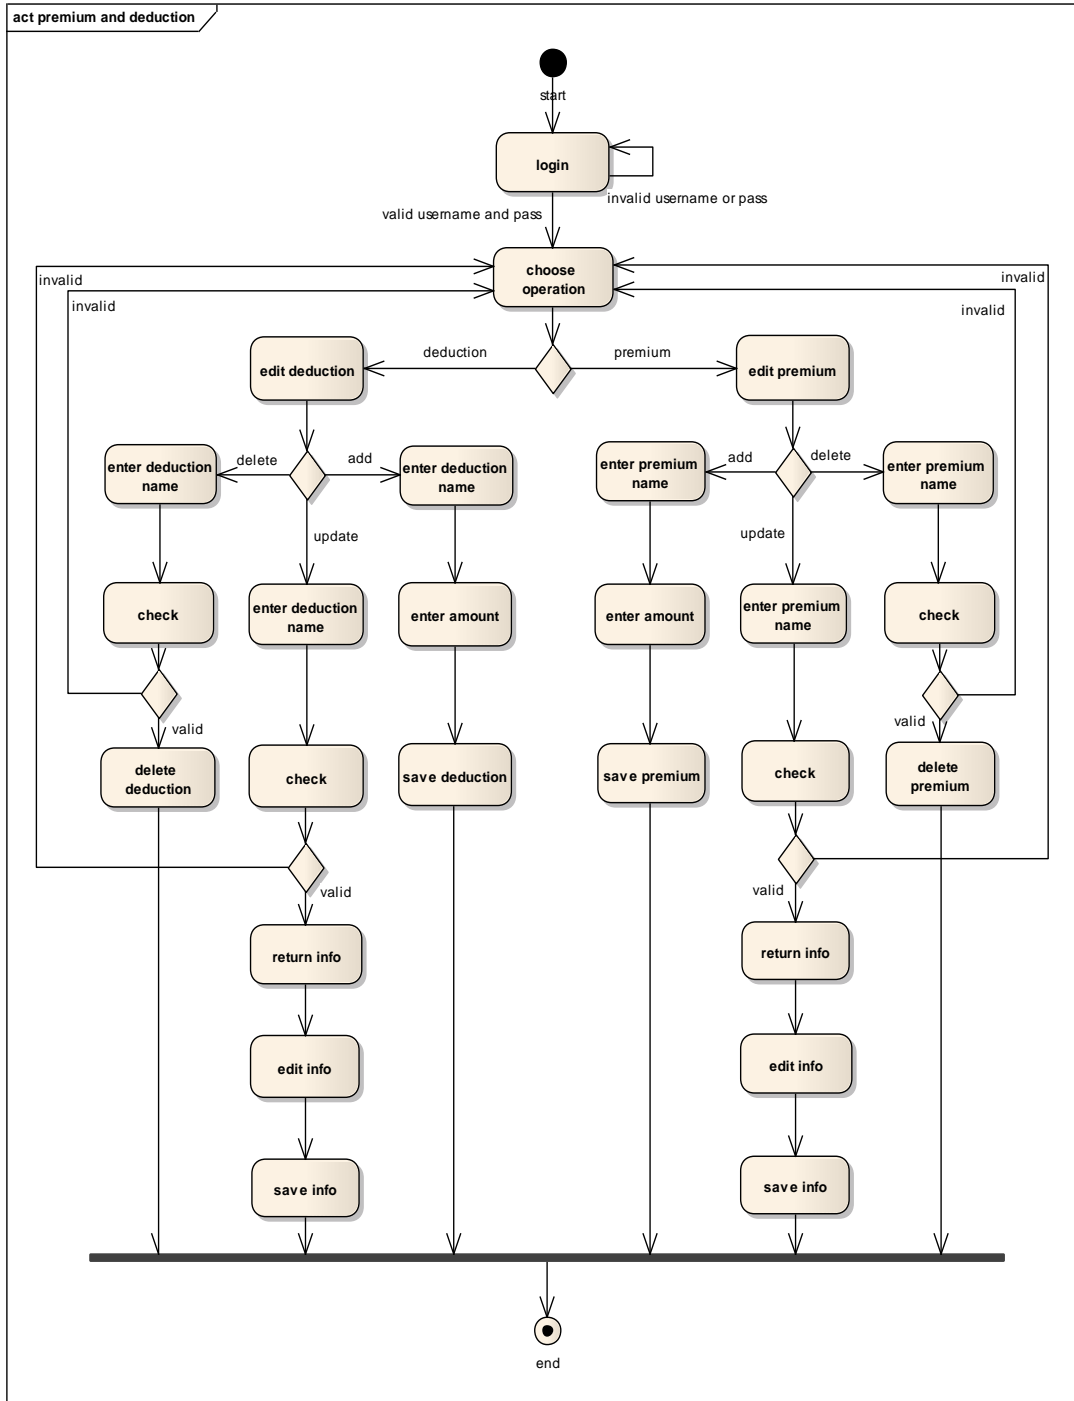 act premium and deduction
start
login
invalid username or pass
valid username and pass
choose
operation
invalid
invalid
invalid
invalid
deduction
premium
edit deduction
edit premium
enter deduction
name
delete
add
enter deduction
name
enter premium
name
add
delete
enter premium
name
update
update
check
enter deduction
name
enter amount
enter amount
enter premium
name
check
valid
valid
delete
deduction
check
save deduction
save premium
check
delete
premium
valid
valid
return info
return info
edit info
edit info
save info
save info
end